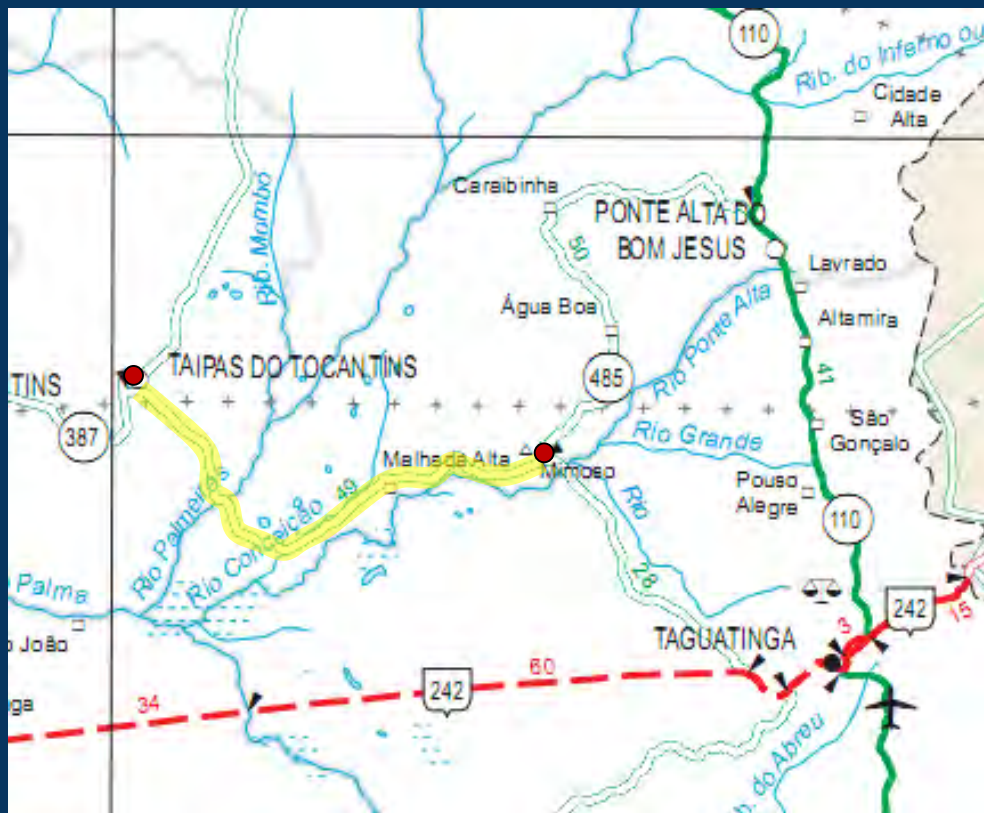 110
Rib. do Inferno ou
Cidade
Alta
Rib. Mombó
Caraibinha
PONTE ALTA DO
BOM JESUS
50
Lavrado
Água Boa
Rio Ponte Alta
Altamira
TAIPAS DO TOCANTINS
TINS
485
41
387
São
Gonçalo
Rio Grande
Malhada Alta
Mimoso
49
Pouso
Alegre
Rio
110
Rio Palmeiras
Rio Conceição
28
Palma
João
242
15
3
TAGUATINGA
60
242
34
do Abreu